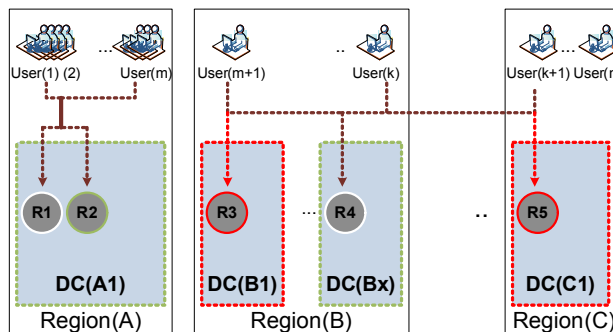 ... .. ...
User(1) (2) User(m) User(m+1) User(k) User(k+1) User(n
R1 R2 R3 ... R4 .. R5
DC(A1) DC(B1) DC(Bx) DC(C1)
Region(A) Region(B) Region(C)